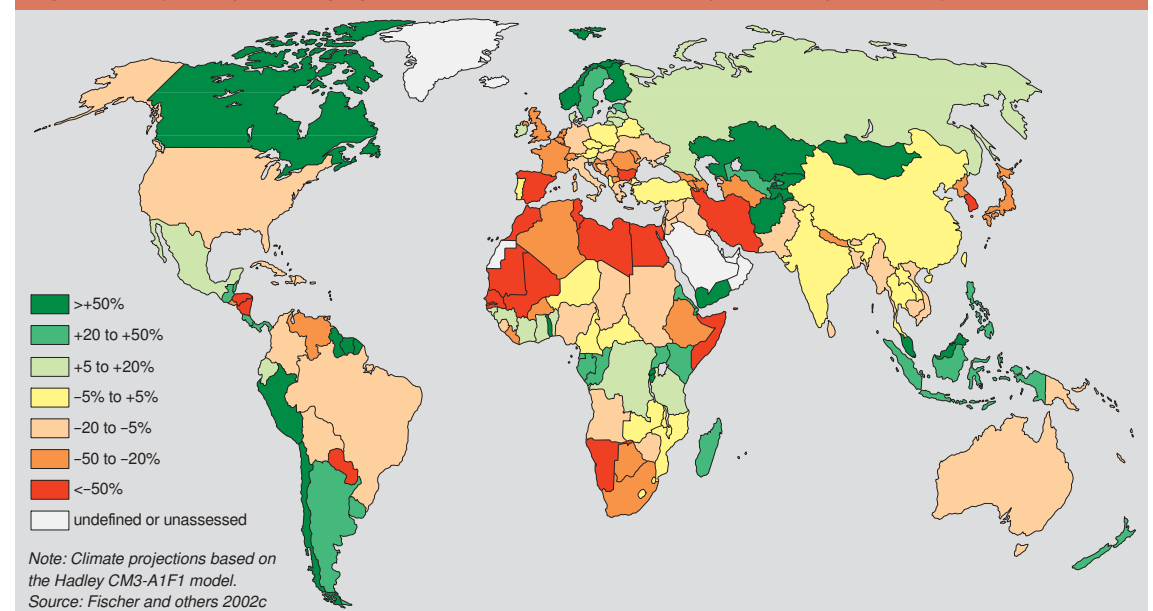 >+50%
+20 to +50%
+5 to +20%
–5% to +5%
–20 to –5%
–50 to –20%
<–50%
undefined or unassessed
Note: Climate projections based on
the Hadley CM3-A1F1 model.
Source: Fischer and others 2002c